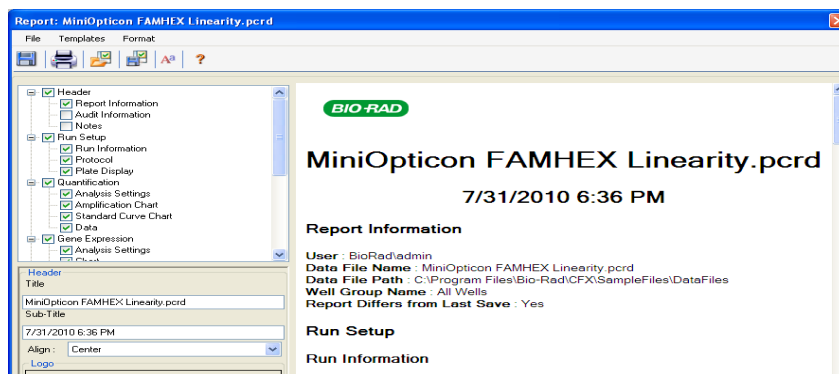 Report: MiniOpticon FAMHEX Linearity.pcrd
File Templates Format
Aa ?
Header
Report Information
Audit Information
Notes
Run Setup
Run Information
Protocol
Plate Display
Quantification
Analysis Settings
Amplification Chart
Standard Curve Chart
Data
Gene Expression
Analysis Settings
Header
Title
MiniOpticon FAMHEX Linearity.pcrd
Sub-Title
7/31/2010 6:36 PM
Align : Center
Logo
BIO-RAD
MiniOpticon FAMHEX Linearity.pcrd
7/31/2010 6:36 PM
Report Information
User : BioRad\admin
Data File Name : MiniOpticon FAMHEX Linearity.pcrd
Data File Path : C:\Program Files\Bio-Rad\CFX\SampleFiles\DataFiles
Well Group Name : All Wells
Report Differs from Last Save : Yes
Run Setup
Run Information